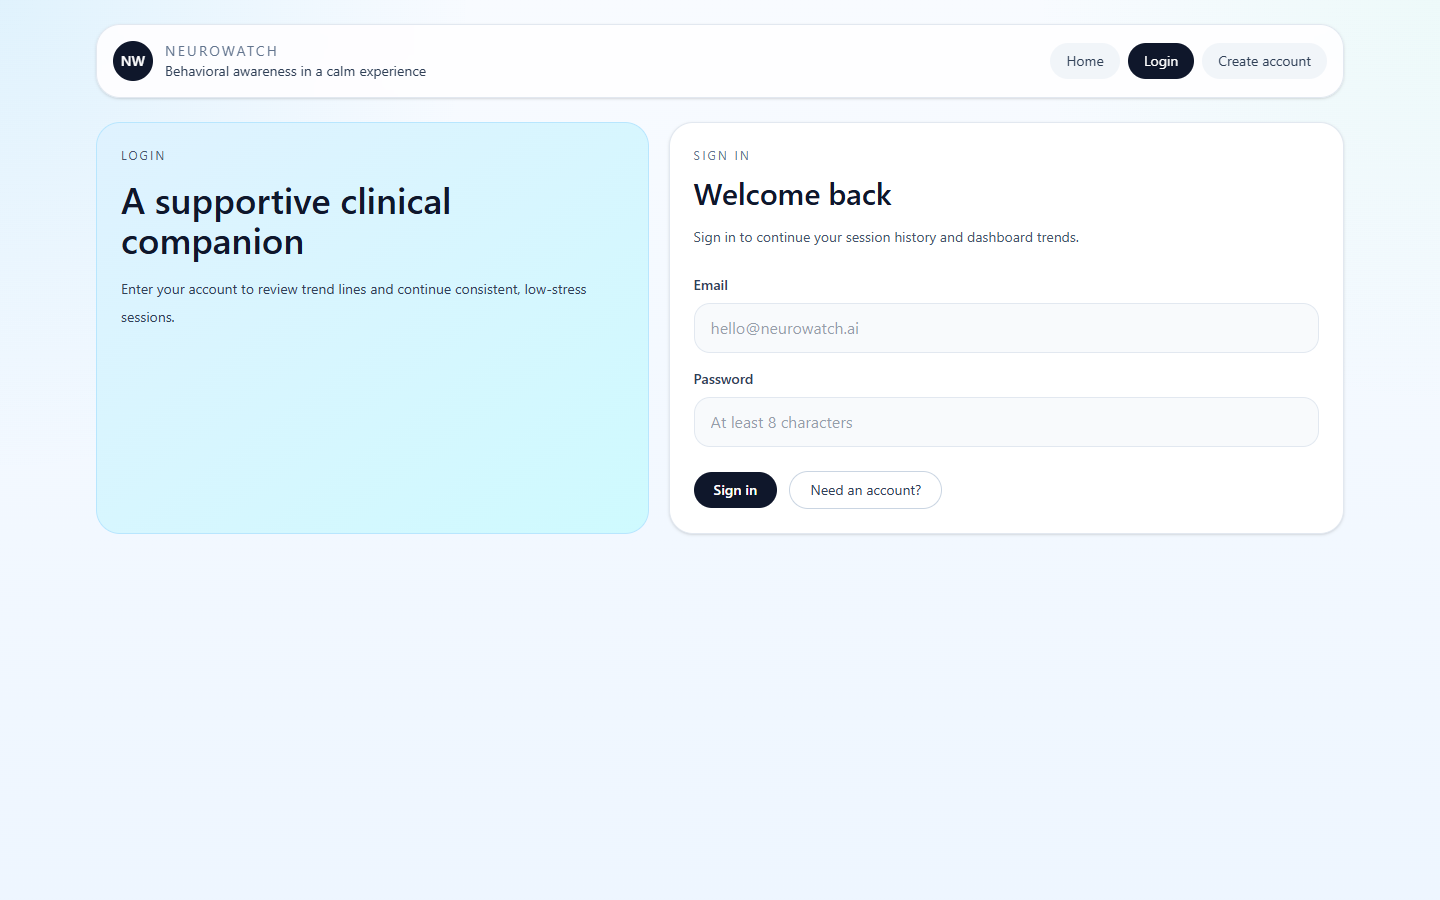 NW
NEUROWATCH
Behavioral awareness in a calm experience
Home
Login
Create account
LOGIN
A supportive clinical
companion
Enter your account to review trend lines and continue consistent, low-stress
sessions.
SIGN IN
Welcome back
Sign in to continue your session history and dashboard trends.
Email
hello@neurowatch.ai
Password
At least 8 characters
Sign in
Need an account?